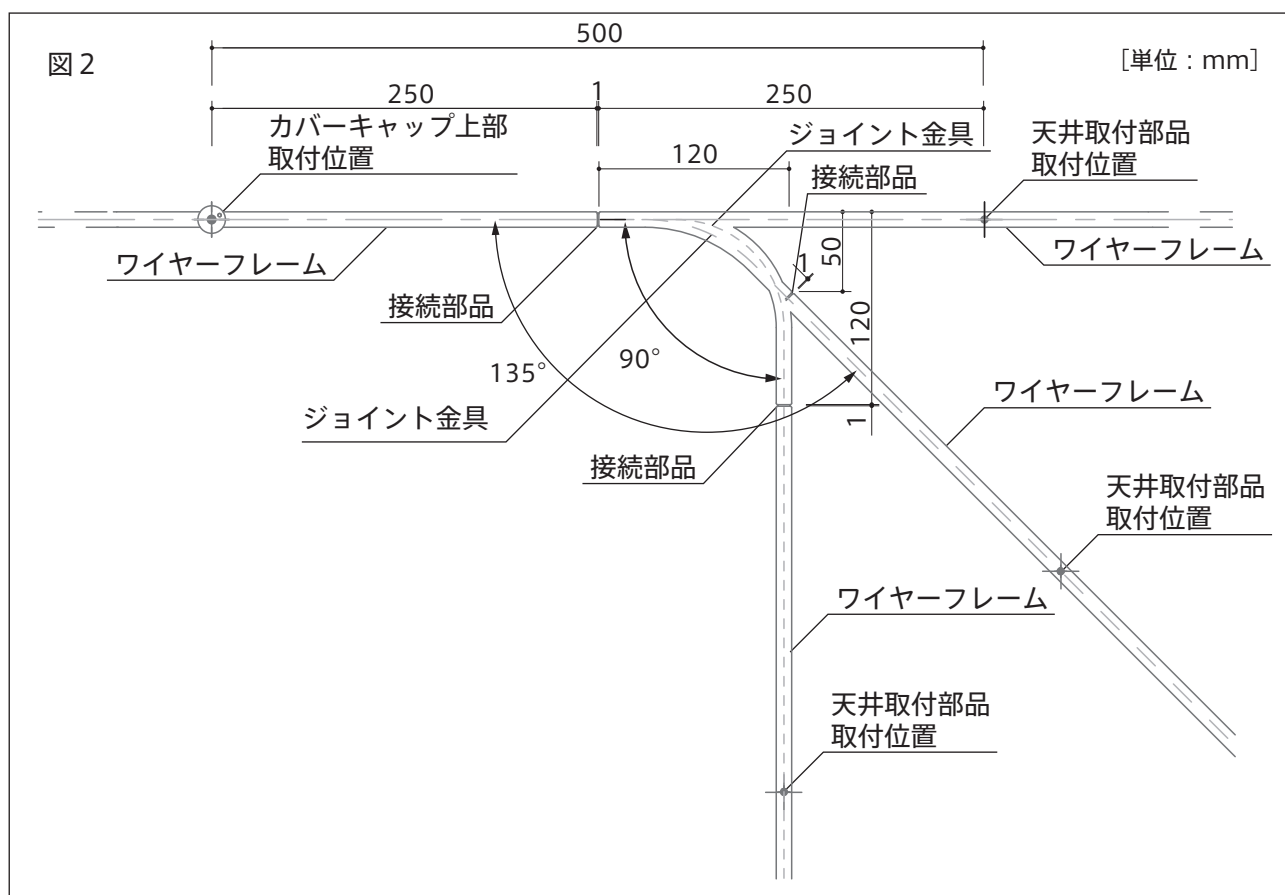 図2
500
[単位：mm]
250
1
250
カバーキャップ上部
取付位置
120
ジョイント金具
接続部品
天井取付部品
取付位置
ワイヤーフレーム
50
1
ワイヤーフレーム
接続部品
120
135°
90°
ワイヤーフレーム
ジョイント金具
1
接続部品
天井取付部品
取付位置
ワイヤーフレーム
天井取付部品
取付位置